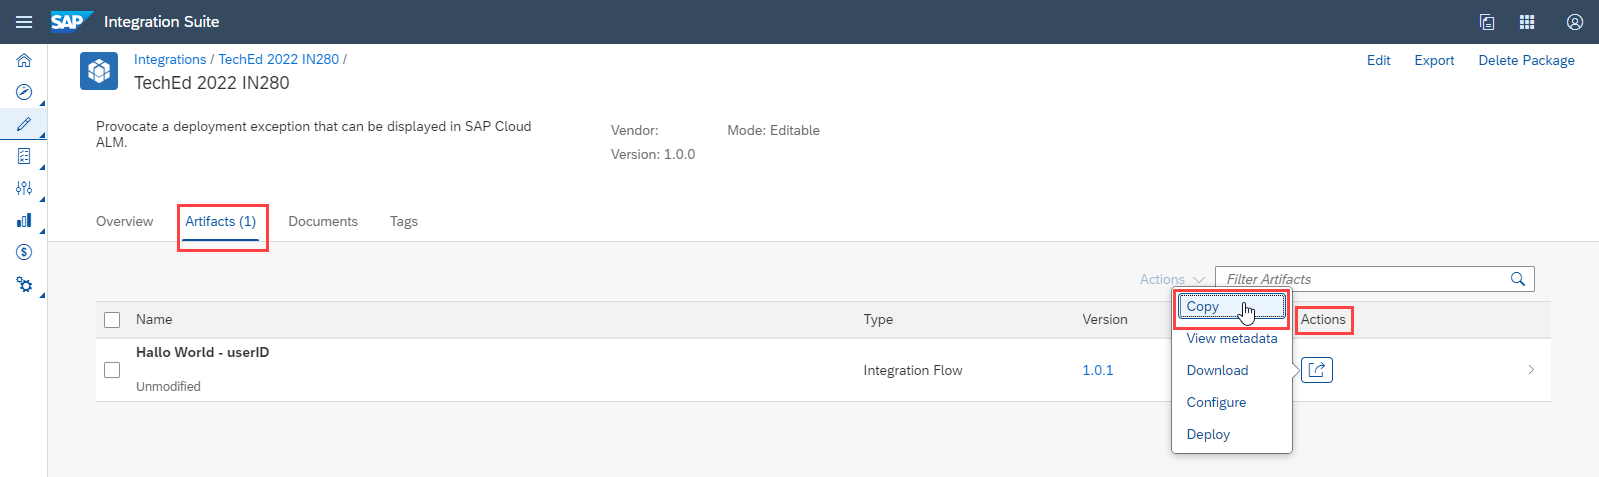 SAP Integration Suite
Integrations / TechEd 2022 IN280 /
TechEd 2022 IN280
Edit Export Delete Package
Provocate a deployment exception that can be displayed in SAP Cloud
ALM.
Vendor: Mode: Editable
Version: 1.0.0
Overview Artifacts (1) Documents Tags
Actions Filter Artifacts
Name Type Version Actions
Copy
View metadata
Download
Configure
Deploy
Hallo World - userID
Unmodified
Integration Flow 1.0.1